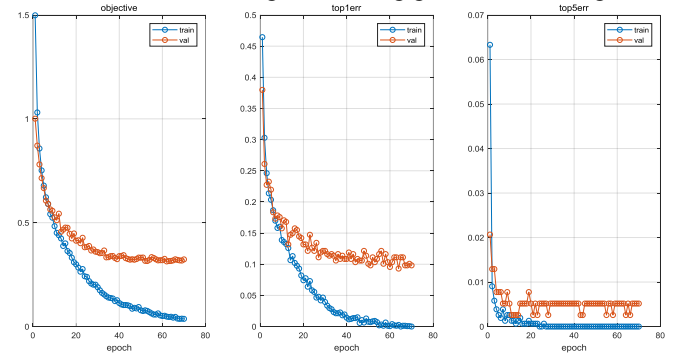 objective
1.5
1
0.5
0
0 20 40 60 80
epoch
train
val
top1err
0.5
0.45
0.4
0.35
0.3
0.25
0.2
0.15
0.1
0.05
0
0 20 40 60 80
epoch
train
val
top5err
0.07
0.06
0.05
0.04
0.03
0.02
0.01
0
0 20 40 60 80
epoch
train
val